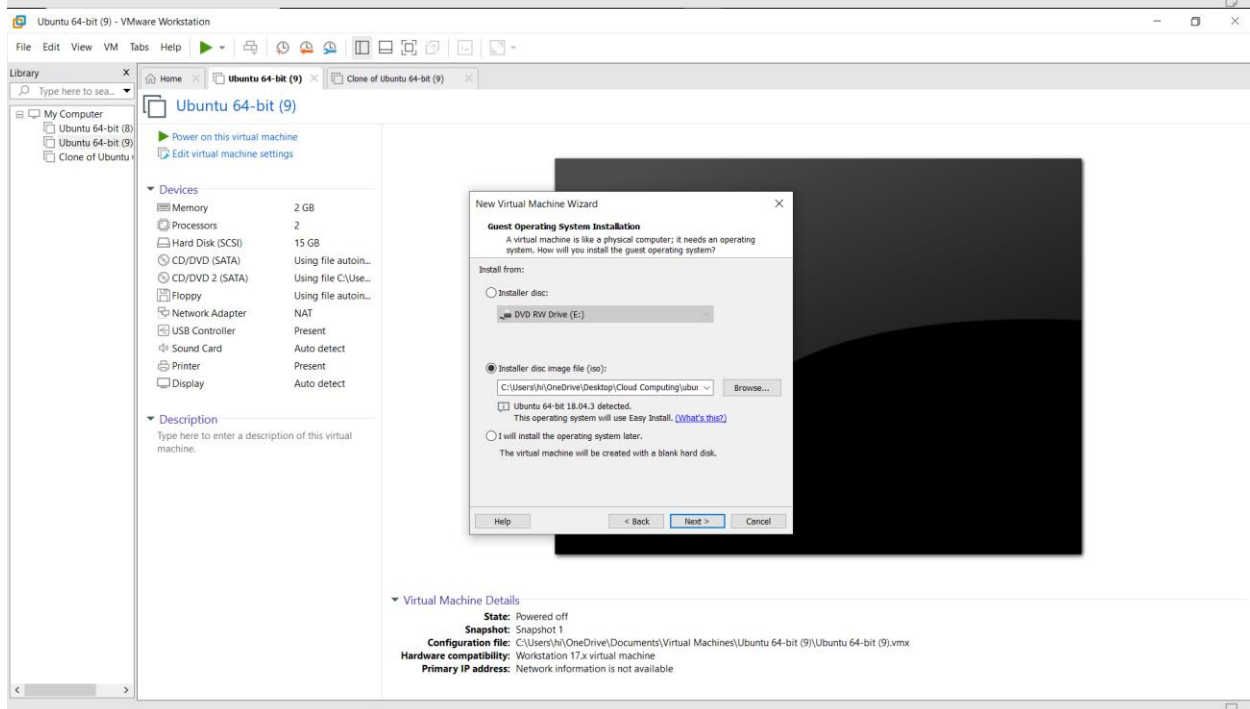 Ubuntu 64-bit (9) - VMware Workstation
File Edit View VM Tabs Help
Library X
Type here to sea...
My Computer
Ubuntu 64-bit (8)
Ubuntu 64-bit (9)
Clone of Ubuntu
Home
Ubuntu 64-bit (9)
Clone of Ubuntu 64-bit (9)
Ubuntu 64-bit (9)
Power on this virtual machine
Edit virtual machine settings
Devices
Memory 2 GB
Processors 2
Hard Disk (SCSI) 15 GB
CD/DVD (SATA) Using file autoin...
CD/DVD 2 (SATA) Using file C:\Use...
Floppy Using file autoin...
Network Adapter NAT
USB Controller Present
Sound Card Auto detect
Printer Present
Display Auto detect
Description
Type here to enter a description of this virtual
machine.
New Virtual Machine Wizard
Guest Operating System Installation
A virtual machine is like a physical computer; it needs an operating
system. How will you install the guest operating system?
Install from:
Installer disc:
DVD RW Drive (E:)
Installer disc image file (iso):
C:\Users\hi\OneDrive\Desktop\Cloud Computing\ubur Browse...
Ubuntu 64-bit 18.04.3 detected.
This operating system will use Easy Install. (What's this?)
I will install the operating system later.
The virtual machine will be created with a blank hard disk.
Help < Back Next > Cancel
Virtual Machine Details
State: Powered off
Snapshot: Snapshot 1
Configuration file: C:\Users\hi\OneDrive\Documents\Virtual Machines\Ubuntu 64-bit (9)\Ubuntu 64-bit (9).vmx
Hardware compatibility: Workstation 17.x virtual machine
Primary IP address: Network information is not available